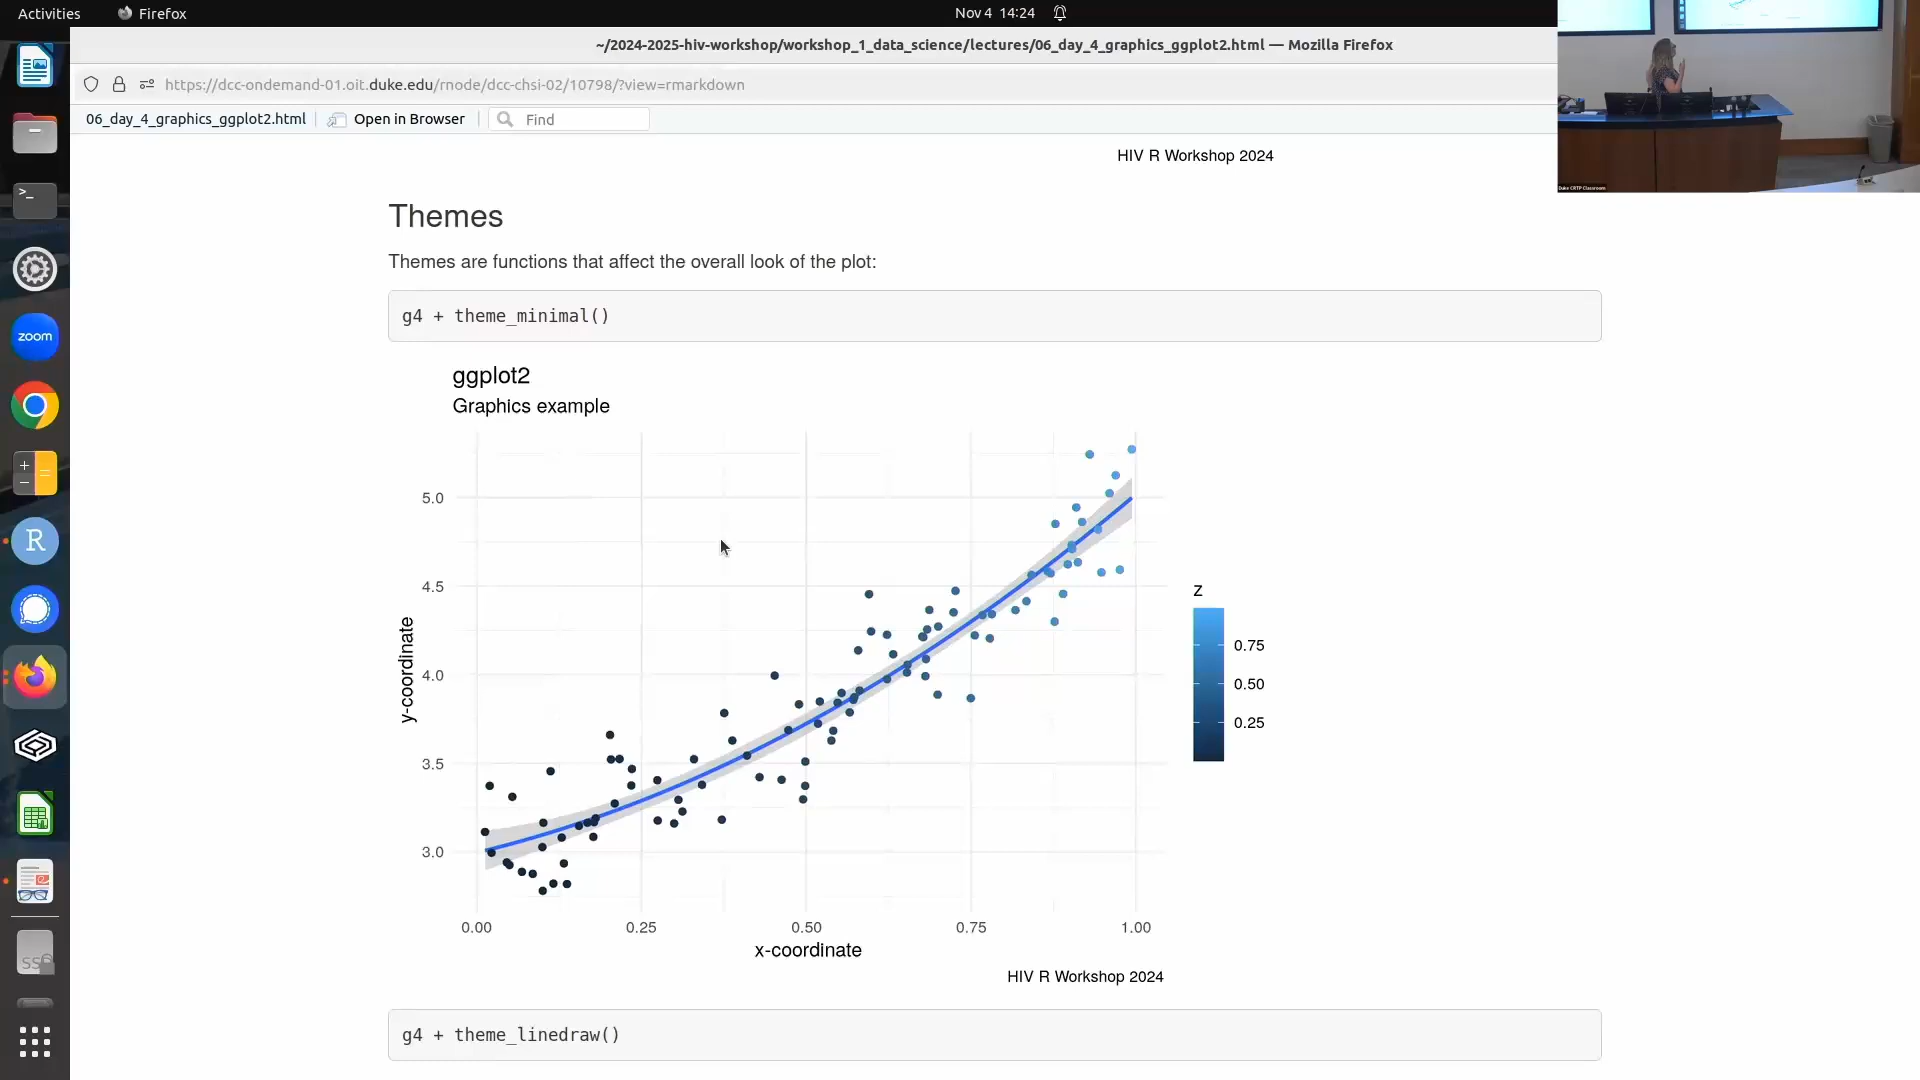 Activities
Firefox
Nov 4 14:24
~/2024-2025-hiv-workshop/workshop_1_data_science/lectures/06_day_4_graphics_ggplot2.html — Mozilla Firefox
https://dcc-ondemand-01.oit.duke.edu/rnode/dcc-chsi-02/10798/?view=rmarkdown
06_day_4_graphics_ggplot2.html
Open in Browser
Find
HIV R Workshop 2024
Duke CRTP Classroom
Themes
Themes are functions that affect the overall look of the plot:
g4 + theme_minimal()
ggplot2
Graphics example
5.0
4.5
4.0
3.5
3.0
y-coordinate
0.00 0.25 0.50 0.75 1.00
x-coordinate
z
0.75
0.50
0.25
HIV R Workshop 2024
g4 + theme_linedraw()
zoom
R
>_
SSD